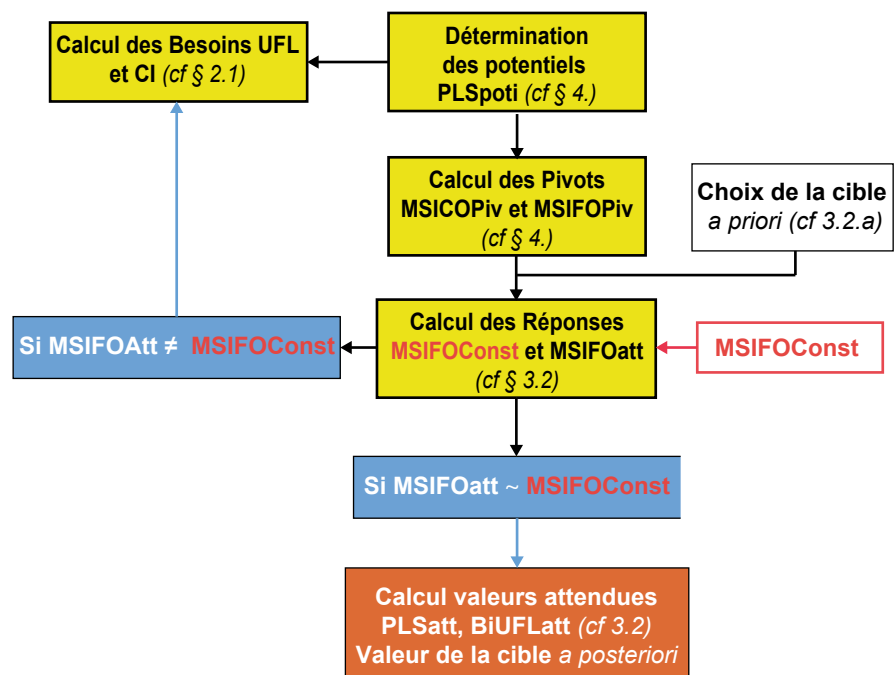 Calcul des Besoins UFL
et CI (cf § 2.1)
Détermination
des potentiels
PLSpoti (cf § 4.)
Calcul des Pivots
MSICOPiv et MSIFOPiv
(cf § 4.)
Choix de la cible
a priori (cf 3.2.a)
Si MSIFOAtt ≠ MSIFOConst
Calcul des Réponses
MSIFOConst et MSIFOatt
(cf § 3.2)
MSIFOConst
Si MSIFOatt ~ MSIFOConst
Calcul valeurs attendues
PLSatt, BiUFLatt (cf 3.2)
Valeur de la cible a posteriori